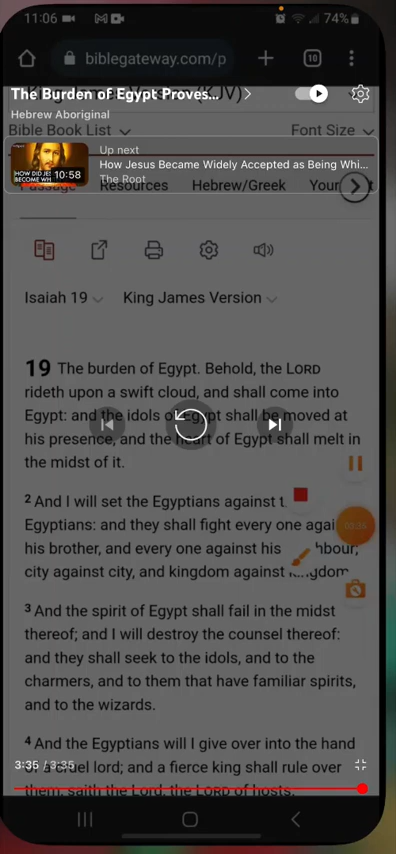 11:06
74%
biblegateway.com/p
10
The Burden of Egypt Proves...
Hebrew Aboriginal
Bible Book List
Font Size
Up next
How Jesus Became Widely Accepted as Being Whi...
The Root
10:58
Resources
Hebrew/Greek
Your
Isaiah 19
King James Version
19 The burden of Egypt. Behold, the LORD
rideth upon a swift cloud, and shall come into
Egypt: and the idols of Egypt shall be moved at
his presence, and the heart of Egypt shall melt in
the midst of it.
2 And I will set the Egyptians against t
Egyptians: and they shall fight every one agai
his brother, and every one against his hbour;
city against city, and kingdom against kingdom
3 And the spirit of Egypt shall fail in the midst
thereof; and I will destroy the counsel thereof:
and they shall seek to the idols, and to the
charmers, and to them that have familiar spirits,
and to the wizards.
4 And the Egyptians will I give over into the hand
of a cruel lord; and a fierce king shall rule over
them, saith the Lord, the LORD of hosts.
3:35 / 3:35